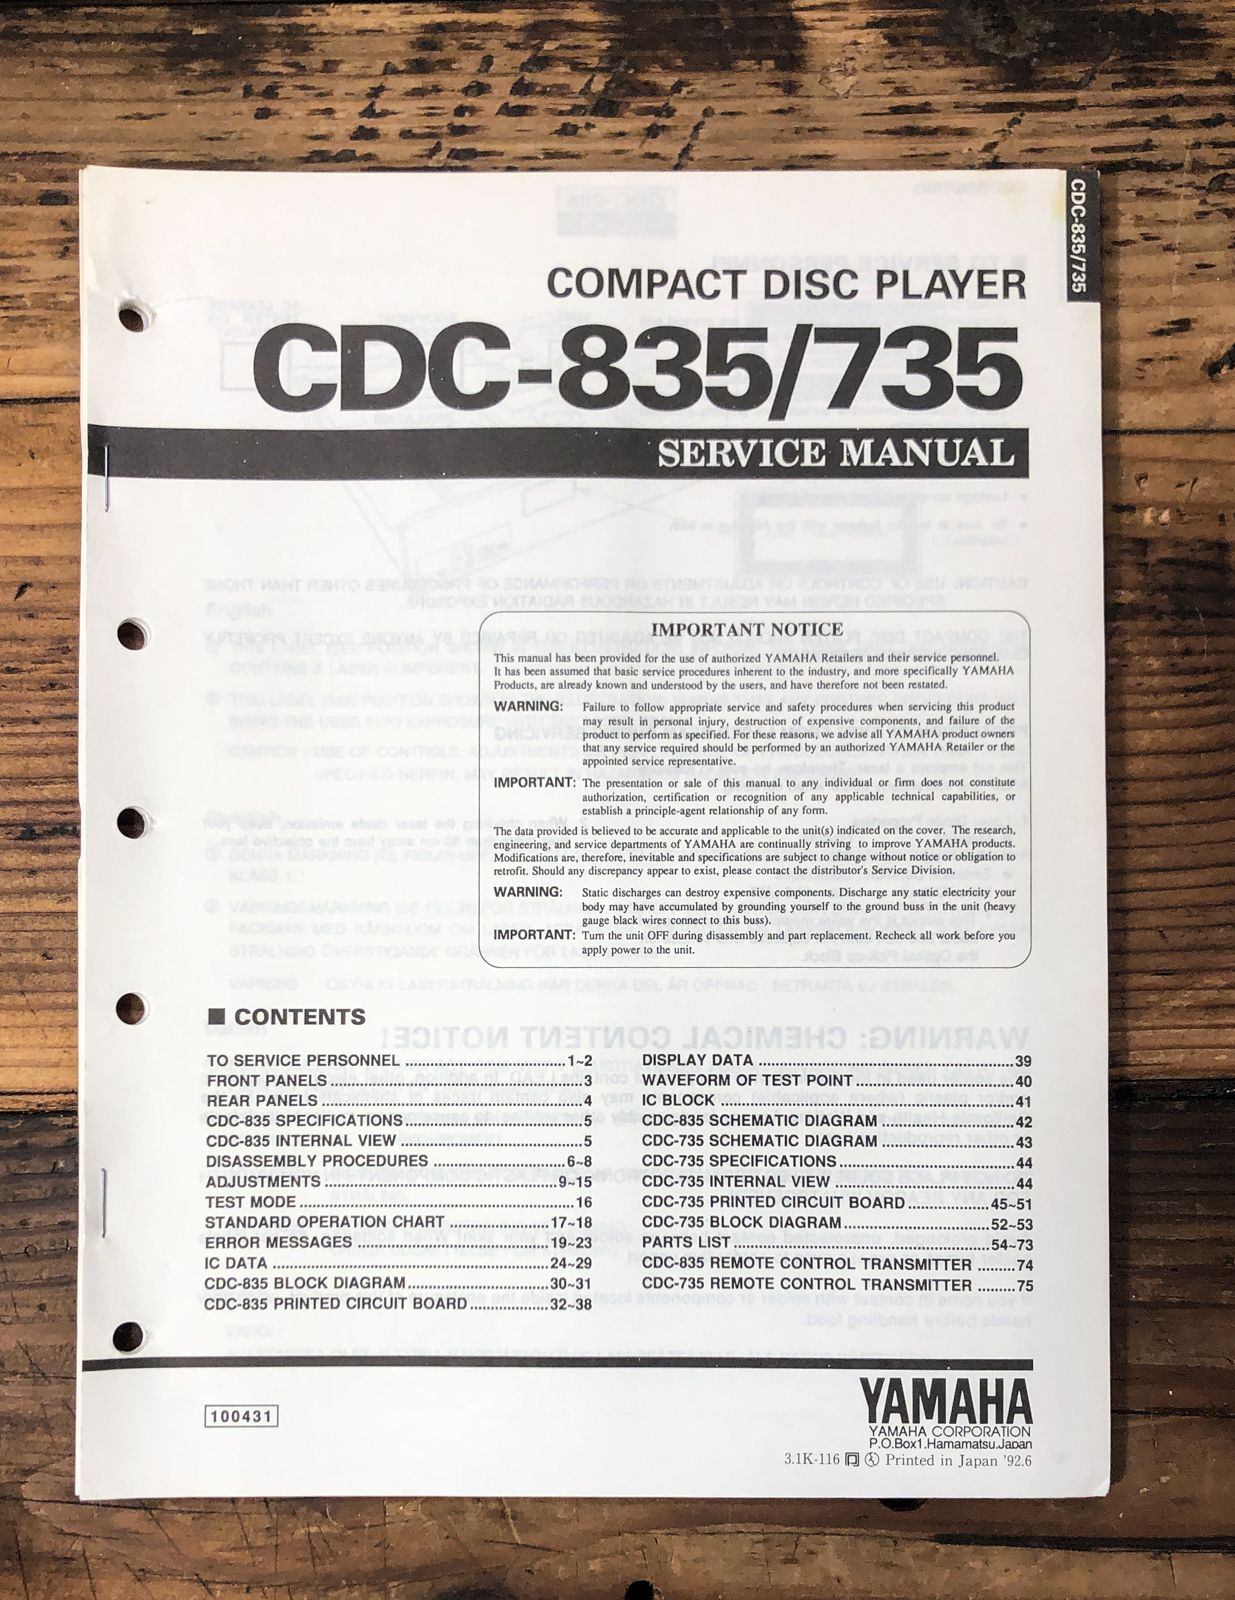 CDC-835/735
COMPACT DISC PLAYER
CDC-835/735
SERVICE MANUAL
IMPORTANT NOTICE
This manual has been provided for the use of authorized YAMAHA Retailers and their service personnel.
It has been assumed that basic service procedures inherent to the industry, and more specifically YAMAHA
Products, are already known and understood by the users, and have therefore not been restated.
WARNING: Failure to follow appropriate service and safety procedures when servicing this product
may result in personal injury, destruction of expensive components, and failure of the
product to perform as specified. For these reasons, we advise all YAMAHA product owners
that any service required should be performed by an authorized YAMAHA Retailer or the
appointed service representative.
IMPORTANT: The presentation or sale of this manual to any individual or firm does not constitute
authorization, certification or recognition of any applicable technical capabilities, or
establish a principle-agent relationship of any form.
The data provided is believed to be accurate and applicable to the unit(s) indicated on the cover. The research,
engineering, and service departments of YAMAHA are continually striving to improve YAMAHA products.
Modifications are, therefore, inevitable and specifications are subject to change without notice or obligation to
retrofit. Should any discrepancy appear to exist, please contact the distributor's Service Division.
WARNING: Static discharges can destroy expensive components. Discharge any static electricity your
body may have accumulated by grounding yourself to the ground buss in the unit (heavy
gauge black wires connect to this buss).
IMPORTANT: Turn the unit OFF during disassembly and part replacement. Recheck all work before you
apply power to the unit.
■ CONTENTS
TO SERVICE PERSONNEL ... 1~2
FRONT PANELS ... 3
REAR PANELS ... 4
CDC-835 SPECIFICATIONS ... 5
CDC-835 INTERNAL VIEW ... 5
DISASSEMBLY PROCEDURES ... 6~8
ADJUSTMENTS ... 9~15
TEST MODE ... 16
STANDARD OPERATION CHART ... 17~18
ERROR MESSAGES ... 19~23
IC DATA ... 24~29
CDC-835 BLOCK DIAGRAM ... 30~31
CDC-835 PRINTED CIRCUIT BOARD ... 32~38
DISPLAY DATA ... 39
WAVEFORM OF TEST POINT ... 40
IC BLOCK ... 41
CDC-835 SCHEMATIC DIAGRAM ... 42
CDC-735 SCHEMATIC DIAGRAM ... 43
CDC-735 SPECIFICATIONS ... 44
CDC-735 INTERNAL VIEW ... 44
CDC-735 PRINTED CIRCUIT BOARD ... 45~51
CDC-735 BLOCK DIAGRAM ... 52~53
PARTS LIST ... 54~73
CDC-835 REMOTE CONTROL TRANSMITTER ... 74
CDC-735 REMOTE CONTROL TRANSMITTER ... 75
100431
YAMAHA
YAMAHA CORPORATION
P.O.Box1.Hamamatsu.Japan
3.1K-116 Printed in Japan '92.6